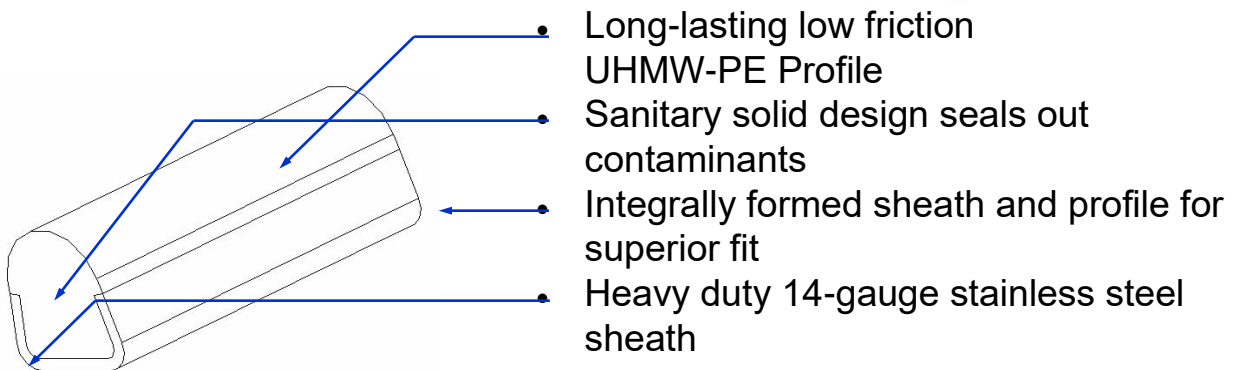 • Long-lasting low friction
UHMW-PE Profile
• Sanitary solid design seals out
contaminants
• Integrally formed sheath and profile for
superior fit
• Heavy duty 14-gauge stainless steel
sheath